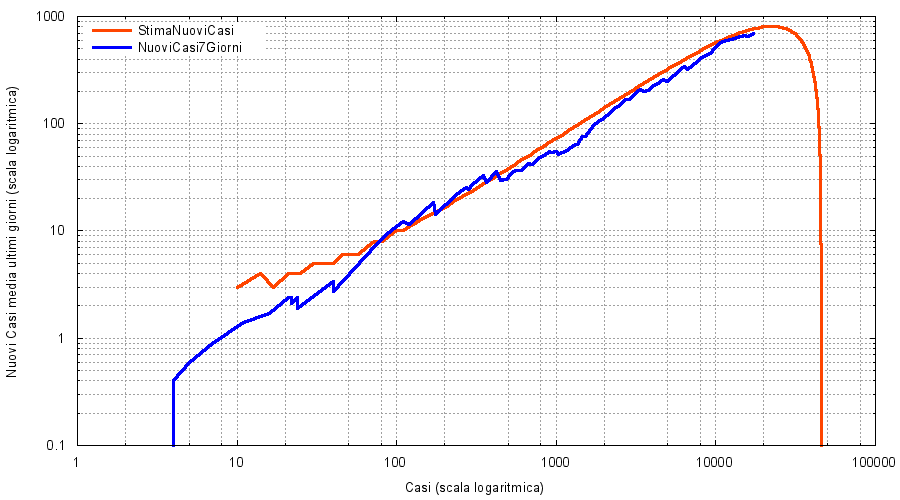 1000
100
10
1
0.1
Nuovi Casi media ultimi giorni (scala logaritmica)
StimaNuoviCasi
NuoviCasi7Giorni
1 10 100 1000 10000 100000
Casi (scala logaritmica)